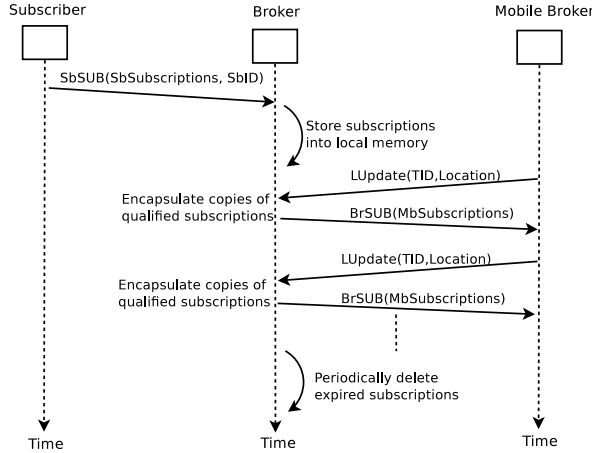 Subscriber
Broker
Mobile Broker
SbSUB(SbSubscriptions, SbID)
Store subscriptions
into local memory
LUpdate(TID,Location)
Encapsulate copies of
qualified subscriptions
BrSUB(MbSubscriptions)
LUpdate(TID,Location)
Encapsulate copies of
qualified subscriptions
BrSUB(MbSubscriptions)
Periodically delete
expired subscriptions
Time
Time
Time